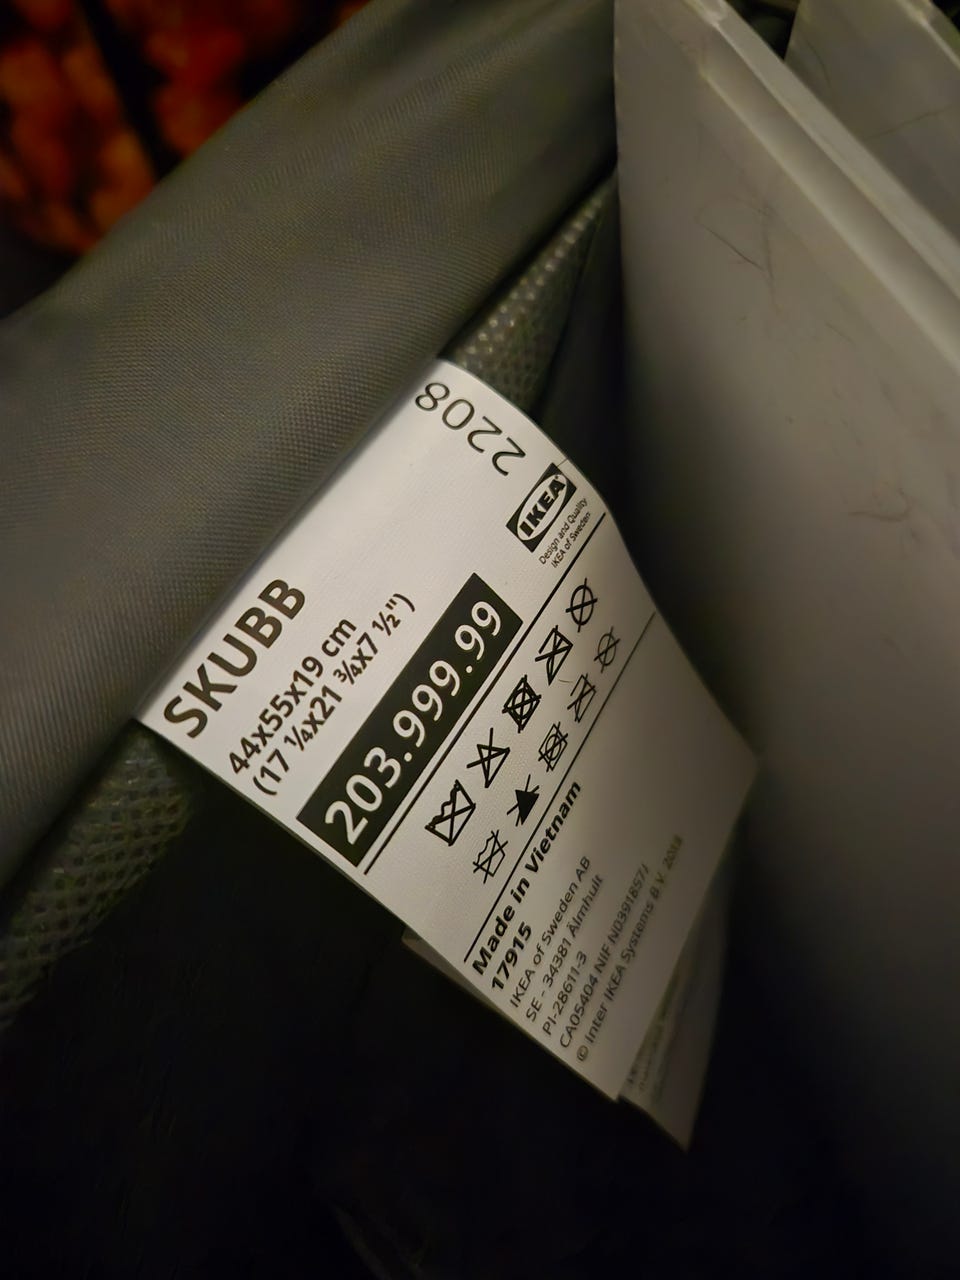 2208
IKEA
Design and Quality
IKEA of Sweden
SKUBB
44x55x19 cm
(17 ¼x21 ¾x7 ½")
203.999.99
Made in Vietnam
17915
IKEA of Sweden AB
SE - 34381 Älmhult
PI-28611-3
CA05404 NIF N0391857J
© Inter IKEA Systems B.V.